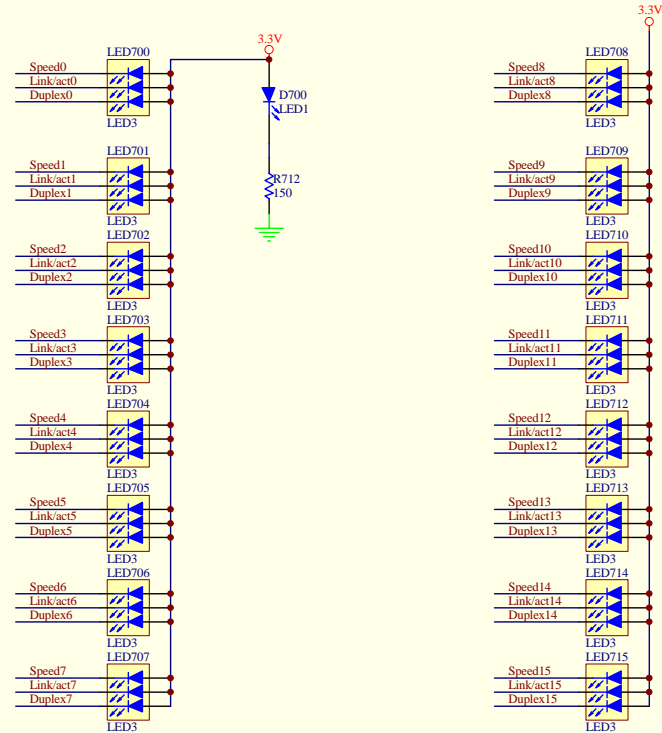 3.3V
LED700
Speed0
Link/act0
Duplex0
LED3
LED701
Speed1
Link/act1
Duplex1
LED3
LED702
Speed2
Link/act2
Duplex2
LED3
LED703
Speed3
Link/act3
Duplex3
LED3
LED704
Speed4
Link/act4
Duplex4
LED3
LED705
Speed5
Link/act5
Duplex5
LED3
LED706
Speed6
Link/act6
Duplex6
LED3
LED707
Speed7
Link/act7
Duplex7
LED3
D700
LED1
R712
150
3.3V
LED708
Speed8
Link/act8
Duplex8
LED3
LED709
Speed9
Link/act9
Duplex9
LED3
LED710
Speed10
Link/act10
Duplex10
LED3
LED711
Speed11
Link/act11
Duplex11
LED3
LED712
Speed12
Link/act12
Duplex12
LED3
LED713
Speed13
Link/act13
Duplex13
LED3
LED714
Speed14
Link/act14
Duplex14
LED3
LED715
Speed15
Link/act15
Duplex15
LED3